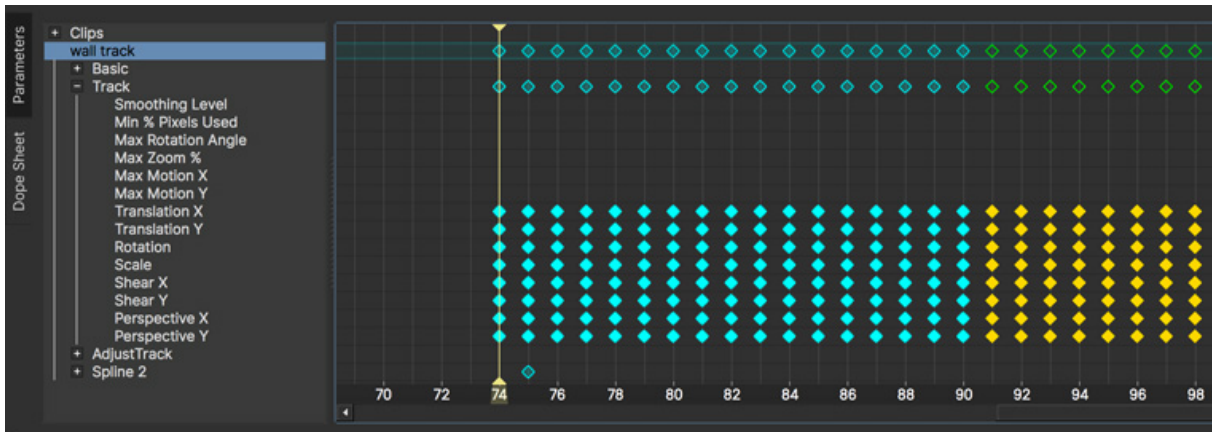 Parameters
Dope Sheet
+ Clips
wall track
+ Basic
- Track
Smoothing Level
Min % Pixels Used
Max Rotation Angle
Max Zoom %
Max Motion X
Max Motion Y
Translation X
Translation Y
Rotation
Scale
Shear X
Shear Y
Perspective X
Perspective Y
+ AdjustTrack
+ Spline 2
70 72 74 76 78 80 82 84 86 88 90 92 94 96 98